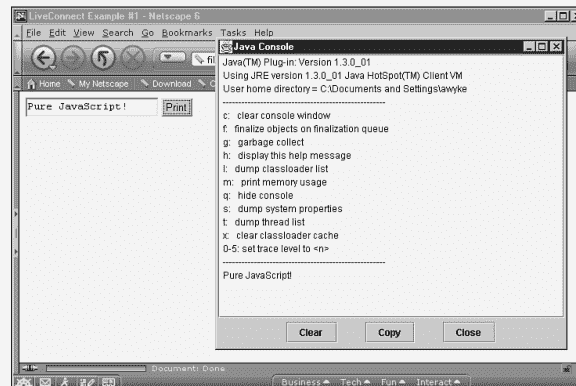 LiveConnect Example #1 - Netscape 6
File Edit View Search Go Bookmarks Tasks Help
Home My Netscape Download
Pure JavaScript! Print
Java Console
Java(TM) Plug-in: Version 1.3.0_01
Using JRE version 1.3.0_01 Java HotSpot(TM) Client VM
User home directory = C:\Documents and Settings\awyke
----------------------------------------------------
c: clear console window
f: finalize objects on finalization queue
g: garbage collect
h: display this help message
l: dump classloader list
m: print memory usage
q: hide console
s: dump system properties
t: dump thread list
x: clear classloader cache
0-5: set trace level to <n>
----------------------------------------------------
Pure JavaScript!
Clear Copy Close
Document: Done
Business Tech Fun Interact